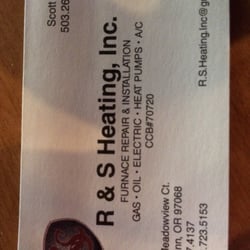 Scott
503.26
R & S Heating, Inc.
FURNACE REPAIR & INSTALLATION
GAS · OIL · ELECTRIC · HEAT PUMPS · A/C
CCB#70720
R.S.Heating.Inc@g
Meadowview Ct.
nn, OR 97068
7.4137
.723.5153